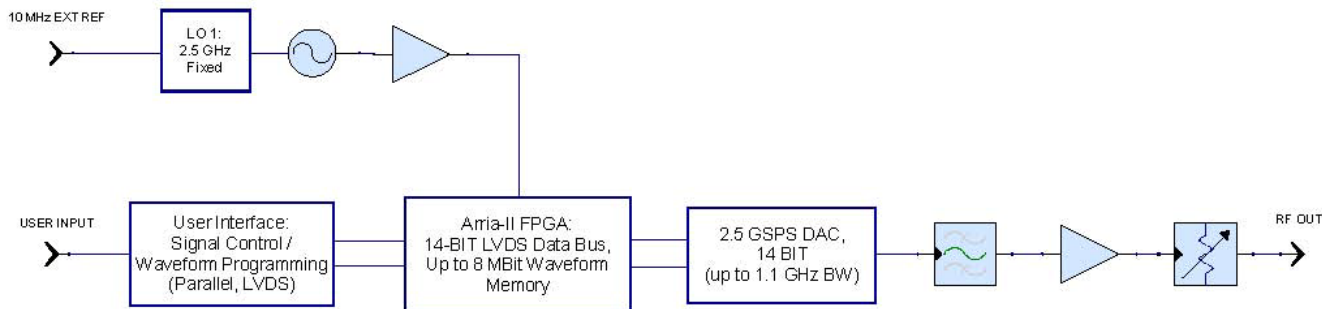 10 MHz EXT REF
LO 1:
2.5 GHz
Fixed
USER INPUT
User Interface:
Signal Control /
Waveform Programming
(Parallel, LVDS)
Arria-II FPGA:
14-BIT LVDS Data Bus,
Up to 8 MBit Waveform
Memory
2.5 GSPS DAC,
14 BIT
(up to 1.1 GHz BW)
RF OUT